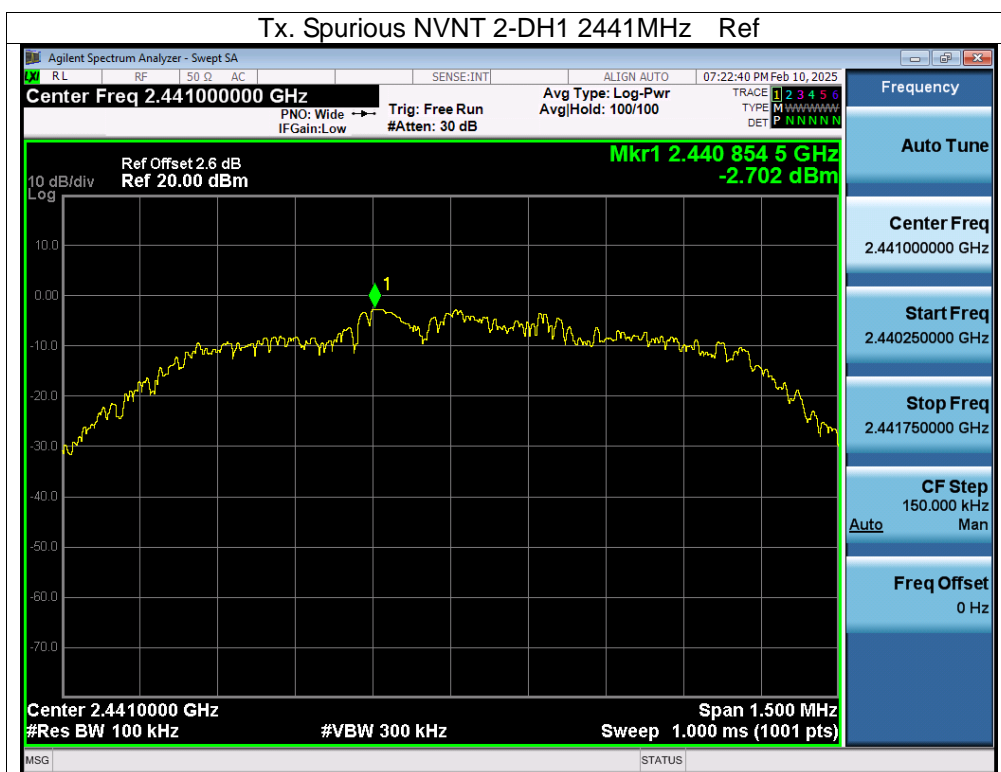 Tx. Spurious NVNT 2-DH1 2441MHz Ref
Agilent Spectrum Analyzer - Swept SA
LXI RL RF 50 Ω AC SENSE:INT ALIGN AUTO 07:22:40 PM Feb 10, 2025
Center Freq 2.441000000 GHz
PNO: Wide
IFGain:Low
Trig: Free Run
#Atten: 30 dB
Avg Type: Log-Pwr
Avg|Hold: 100/100
TRACE 1 2 3 4 5 6
TYPE M WWWWW
DET P N N N N N
Mkr1 2.440 854 5 GHz
-2.702 dBm
Ref Offset 2.6 dB
10 dB/div Ref 20.00 dBm
Log
10.0
0.00
-10.0
-20.0
-30.0
-40.0
-50.0
-60.0
-70.0
1
Center 2.4410000 GHz
Span 1.500 MHz
#Res BW 100 kHz
#VBW 300 kHz
Sweep 1.000 ms (1001 pts)
MSG
STATUS
Frequency
Auto Tune
Center Freq
2.441000000 GHz
Start Freq
2.440250000 GHz
Stop Freq
2.441750000 GHz
CF Step
150.000 kHz
Auto Man
Freq Offset
0 Hz